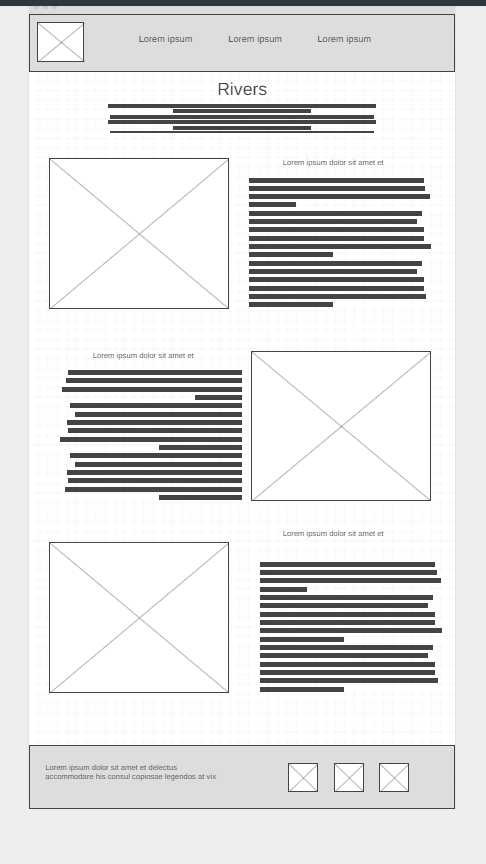 Lorem ipsum Lorem ipsum Lorem ipsum
Rivers
Lorem ipsum dolor sit amet et
Lorem ipsum dolor sit amet et
Lorem ipsum dolor sit amet et
Lorem ipsum dolor sit amet et delectus
accommodare his consul copiosae legendos at vix